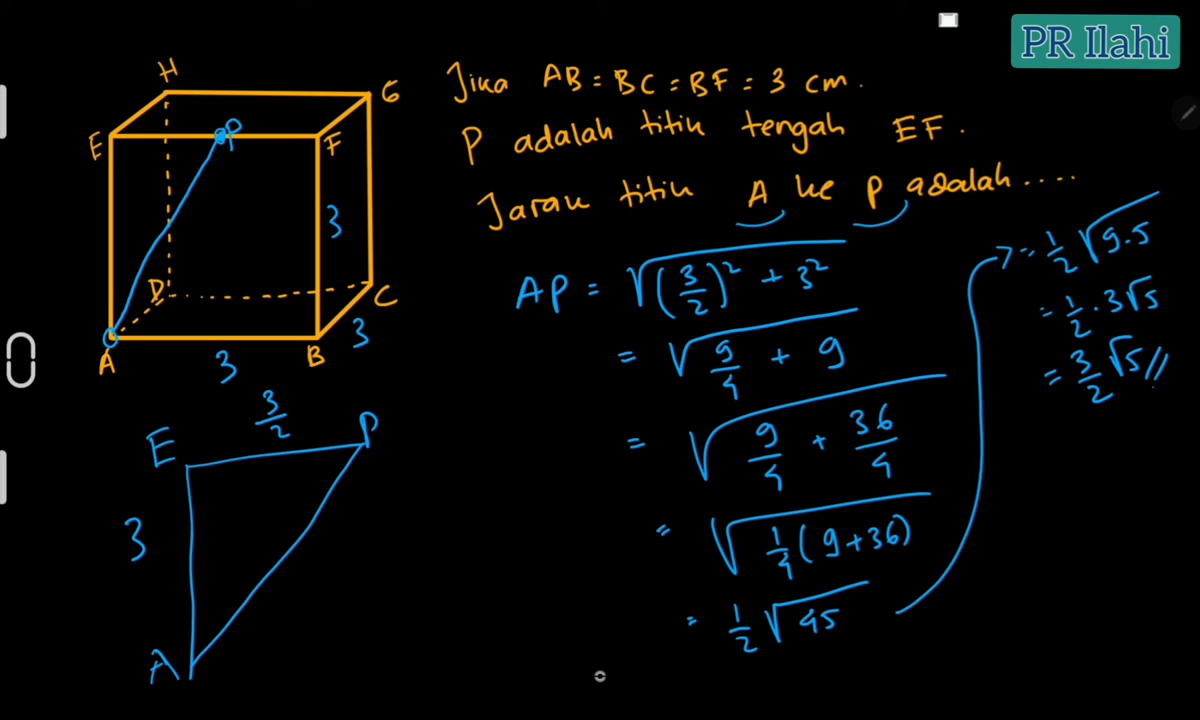 PR Ilahi
Jika AB = BC = BF = 3 cm.
P adalah titik tengah EF.
Jarak titik A ke P adalah ....
H
G
E
P
F
3
D
C
A
3
B
3
AP = √((3/2)² + 3²)
= √(9/4 + 9)
= √(9/4 + 36/4)
= √(1/4 (9+36))
= 1/2 √45
= 1/2 √9.5
= 1/2 . 3√5
= 3/2 √5 //
3/2
E
P
3
A